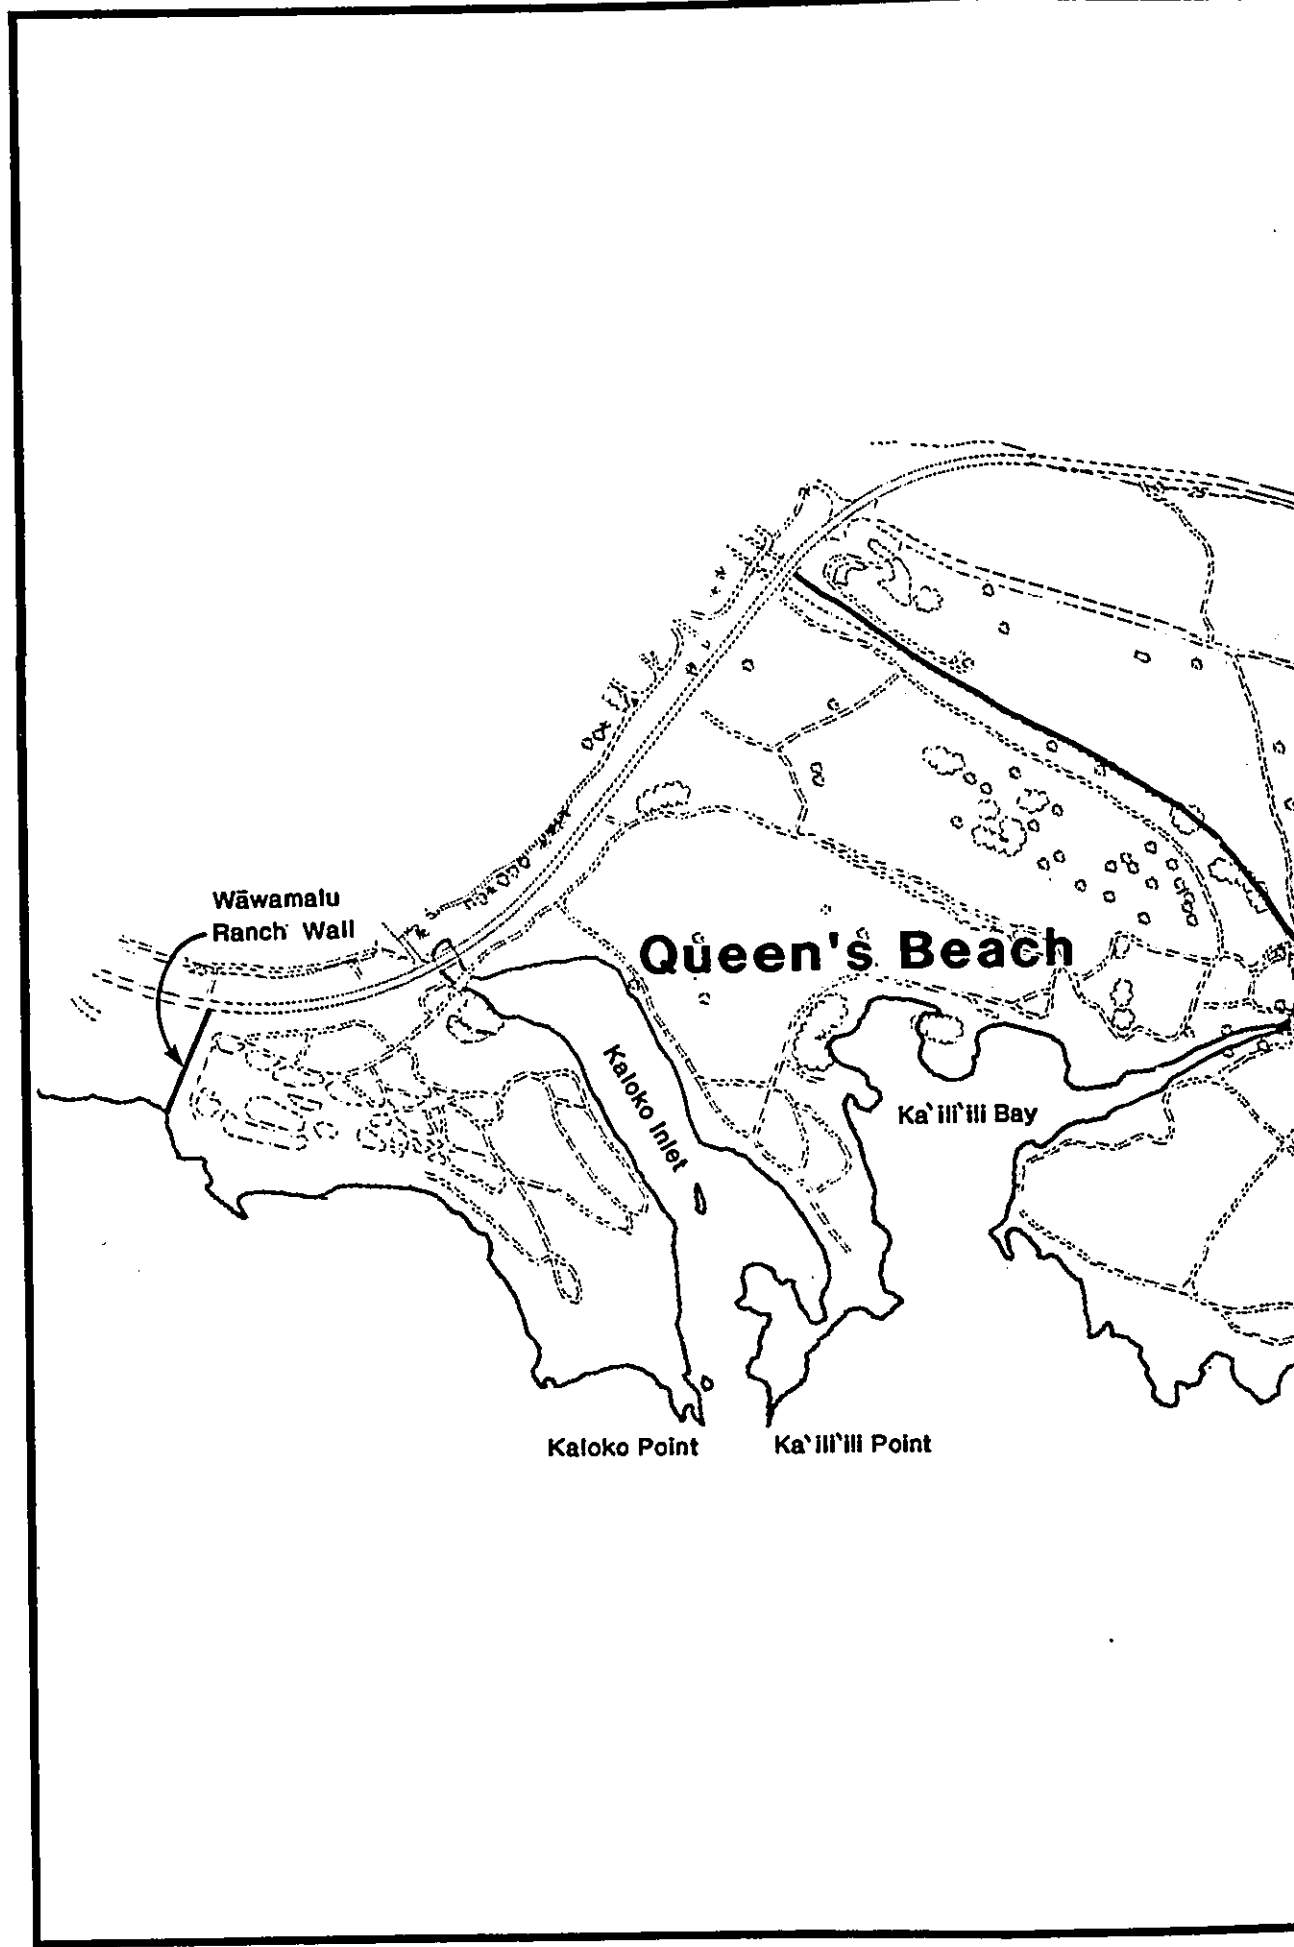 Wāwamalu
Ranch Wall
Queen's Beach
Kaloko Inlet
Ka`ili`ili Bay
Kaloko Point
Ka`ili`ili Point